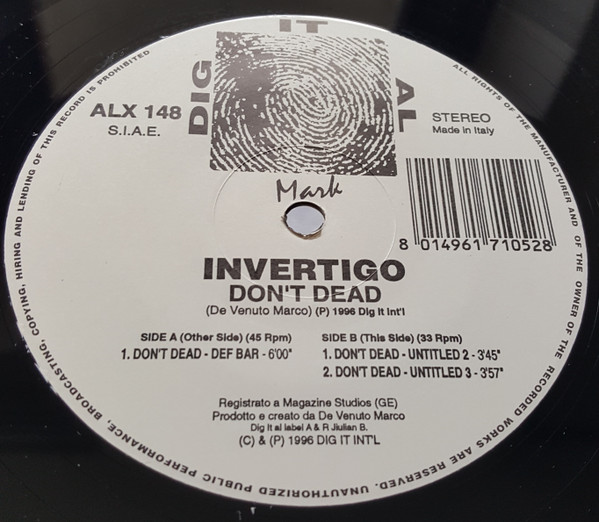 DIG IT AL
ALX 148
S.I.A.E.
STEREO
Made in Italy
Mark
8 014961 710528
INVERTIGO
DON'T DEAD
(De Venuto Marco) (P) 1996 Dig It Int'l
SIDE A (Other Side) (45 Rpm)
1. DON'T DEAD - DEF BAR - 6'00"
SIDE B (This Side) (33 Rpm)
1. DON'T DEAD - UNTITLED 2 - 3'45"
2. DON'T DEAD - UNTITLED 3 - 3'57"
Registrato a Magazine Studios (GE)
Prodotto e creato da De Venuto Marco
Dig It al label A & R Jiulian B.
(C) & (P) 1996 DIG IT INT'L
ALL RIGHTS OF THE MANUFACTURER AND OF THE OWNER OF THE RECORDED WORKS ARE RESERVED. UNAUTHORIZED PUBLIC PERFORMANCE, BROADCASTING, COPYING, HIRING AND LENDING OF THIS RECORD IS PROHIBITED